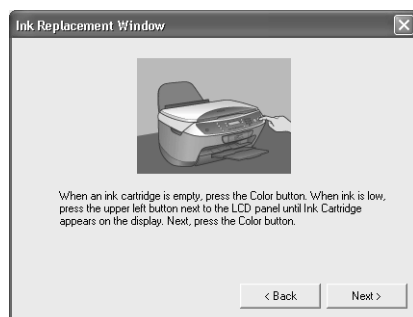 Ink Replacement Window
When an ink cartridge is empty, press the Color button. When ink is low,
press the upper left button next to the LCD panel until Ink Cartridge
appears on the display. Next, press the Color button.
< Back Next >